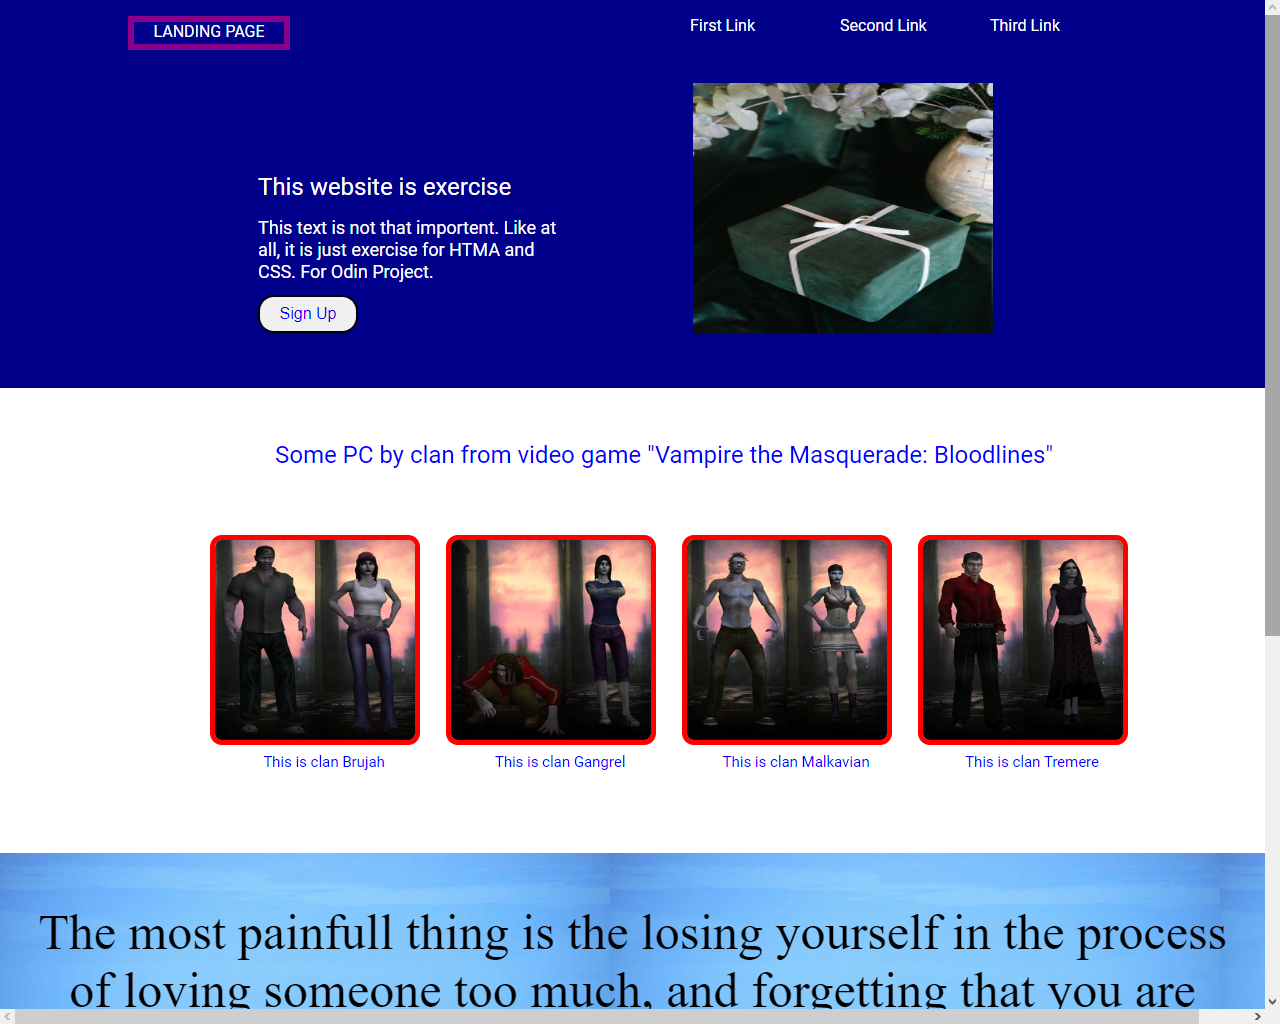 LANDING PAGE
First Link
Second Link
Third Link
This website is exercise
This text is not that importent. Like at
all, it is just exercise for HTMA and
CSS. For Odin Project.
Sign Up
Some PC by clan from video game "Vampire the Masquerade: Bloodlines"
This is clan Brujah
This is clan Gangrel
This is clan Malkavian
This is clan Tremere
The most painfull thing is the losing yourself in the process
of loving someone too much, and forgetting that you are